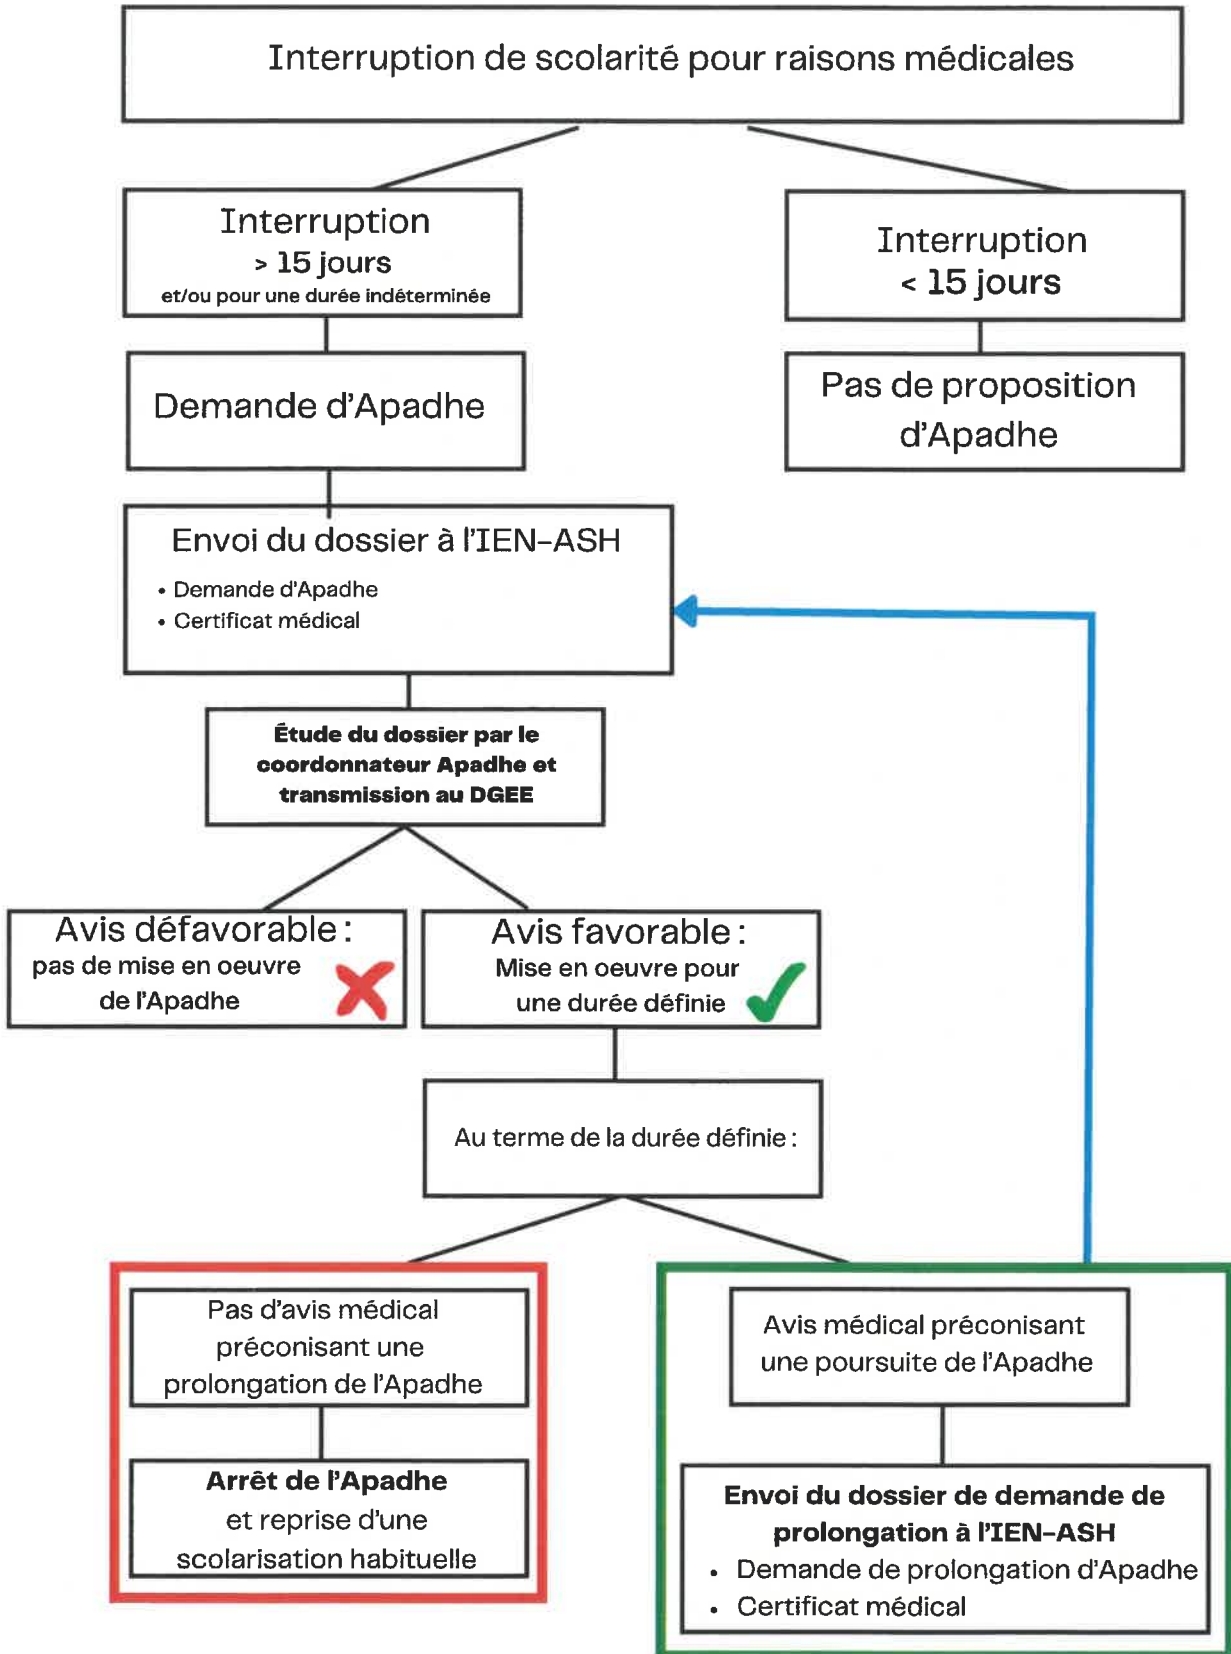 Interruption de scolarité pour raisons médicales
Interruption
> 15 jours
et/ou pour une durée indéterminée
Interruption
< 15 jours
Demande d'Apadhe
Pas de proposition
d'Apadhe
Envoi du dossier à l'IEN-ASH
• Demande d'Apadhe
• Certificat médical
Étude du dossier par le
coordonnateur Apadhe et
transmission au DGEE
Avis défavorable :
pas de mise en oeuvre
de l'Apadhe
Avis favorable :
Mise en oeuvre pour
une durée définie
Au terme de la durée définie :
Pas d'avis médical
préconisant une
prolongation de l'Apadhe
Arrêt de l'Apadhe
et reprise d'une
scolarisation habituelle
Avis médical préconisant
une poursuite de l'Apadhe
Envoi du dossier de demande de
prolongation à l'IEN-ASH
• Demande de prolongation d'Apadhe
• Certificat médical